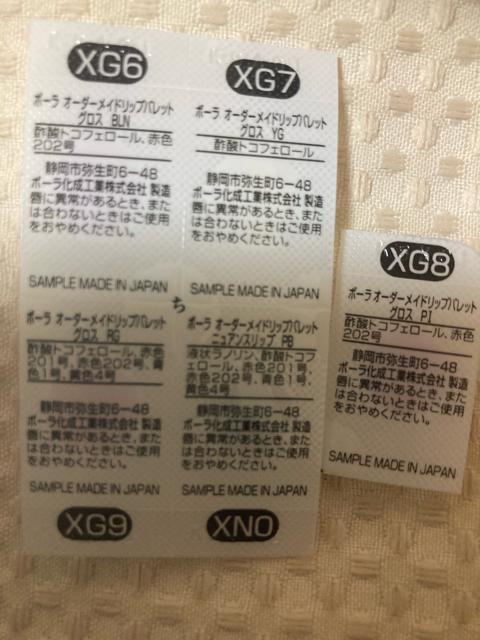 XG6
ポーラ オーダーメイドリップパレット
グロス BLN
酢酸トコフェロール、赤色
202号
静岡市弥生町6-48
ポーラ化成工業株式会社 製造
唇に異常があるとき、また
は合わないときはご使用
をおやめください。
SAMPLE MADE IN JAPAN
XG7
ポーラ オーダーメイドリップパレット
グロス YG
酢酸トコフェロール
静岡市弥生町6-48
ポーラ化成工業株式会社 製造
唇に異常があるとき、また
は合わないときはご使用
をおやめください。
SAMPLE MADE IN JAPAN
ち
ポーラ オーダーメイドリップパレット
グロス RG
酢酸トコフェロール、赤色
201号、赤色202号、青
色1号、黄色4号
静岡市弥生町6-48
ポーラ化成工業株式会社 製造
唇に異常があるとき、また
は合わないときはご使用
をおやめください。
SAMPLE MADE IN JAPAN
XG9
ポーラ オーダーメイドリップパレット
ニュアンスリップ PB
液状ラノリン、酢酸トコフ
ェロール、赤色201号、
赤色202号、青色1号、
黄色4号
静岡市弥生町6-48
ポーラ化成工業株式会社 製造
唇に異常があるとき、また
は合わないときはご使用
をおやめください。
SAMPLE MADE IN JAPAN
XN0
XG8
ポーラ オーダーメイドリップパレット
グロス PI
酢酸トコフェロール、赤色
202号
静岡市弥生町6-48
ポーラ化成工業株式会社 製造
唇に異常があるとき、また
は合わないときはご使用
をおやめください。
SAMPLE MADE IN JAPAN